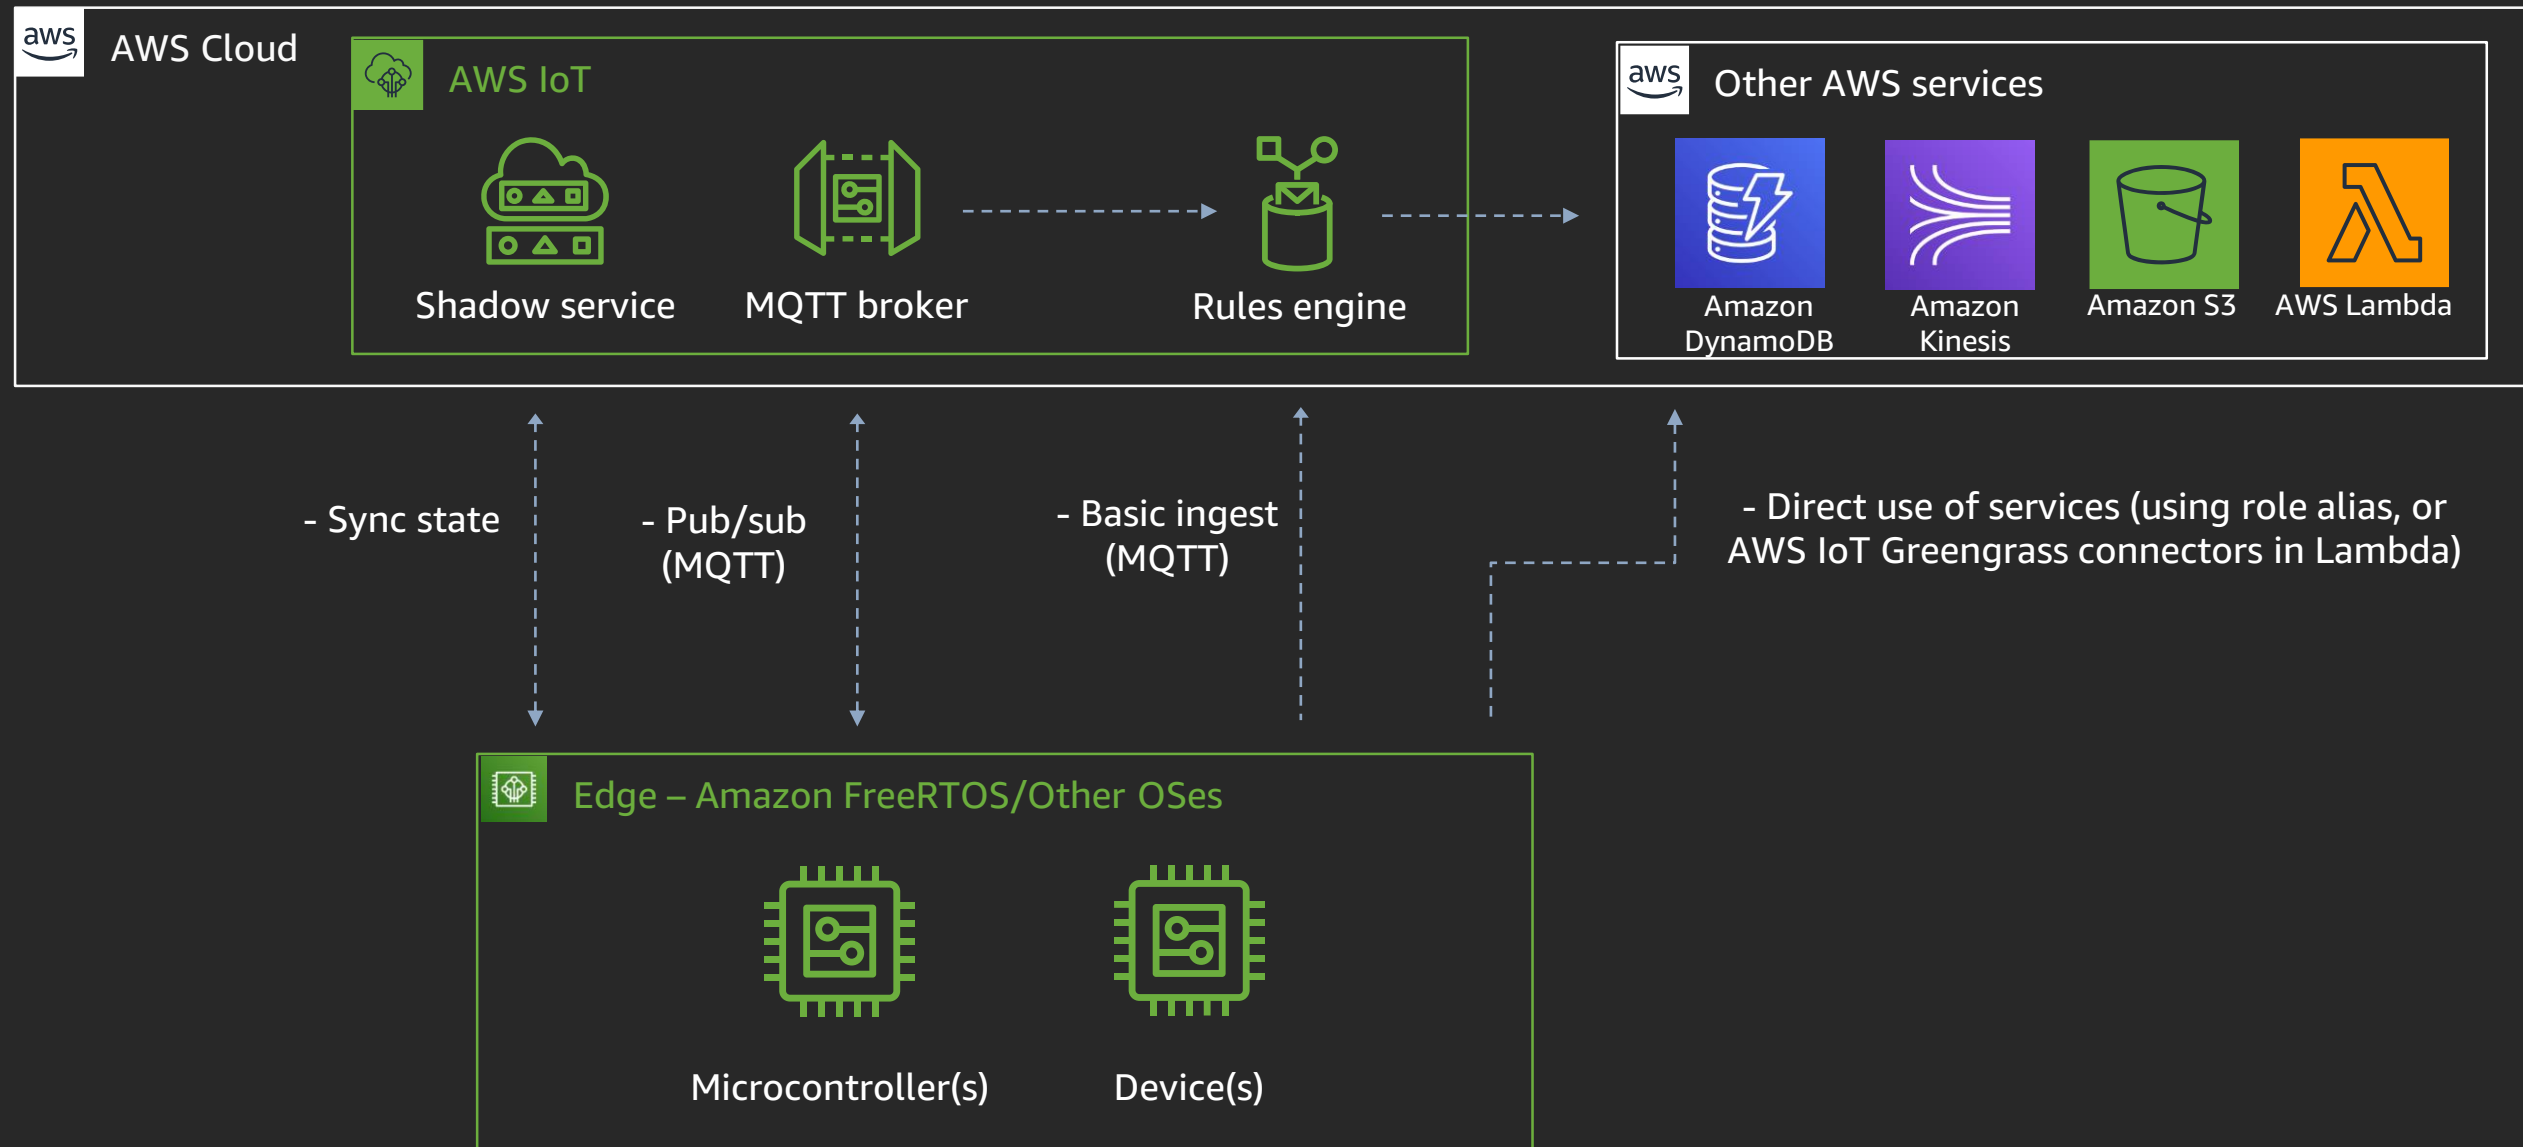 aws
AWS Cloud
AWS IoT
Shadow service
MQTT broker
Rules engine
aws
Other AWS services
Amazon
DynamoDB
Amazon
Kinesis
Amazon S3
AWS Lambda
- Sync state
- Pub/sub
(MQTT)
- Basic ingest
(MQTT)
- Direct use of services (using role alias, or
AWS IoT Greengrass connectors in Lambda)
Edge – Amazon FreeRTOS/Other OSes
Microcontroller(s)
Device(s)